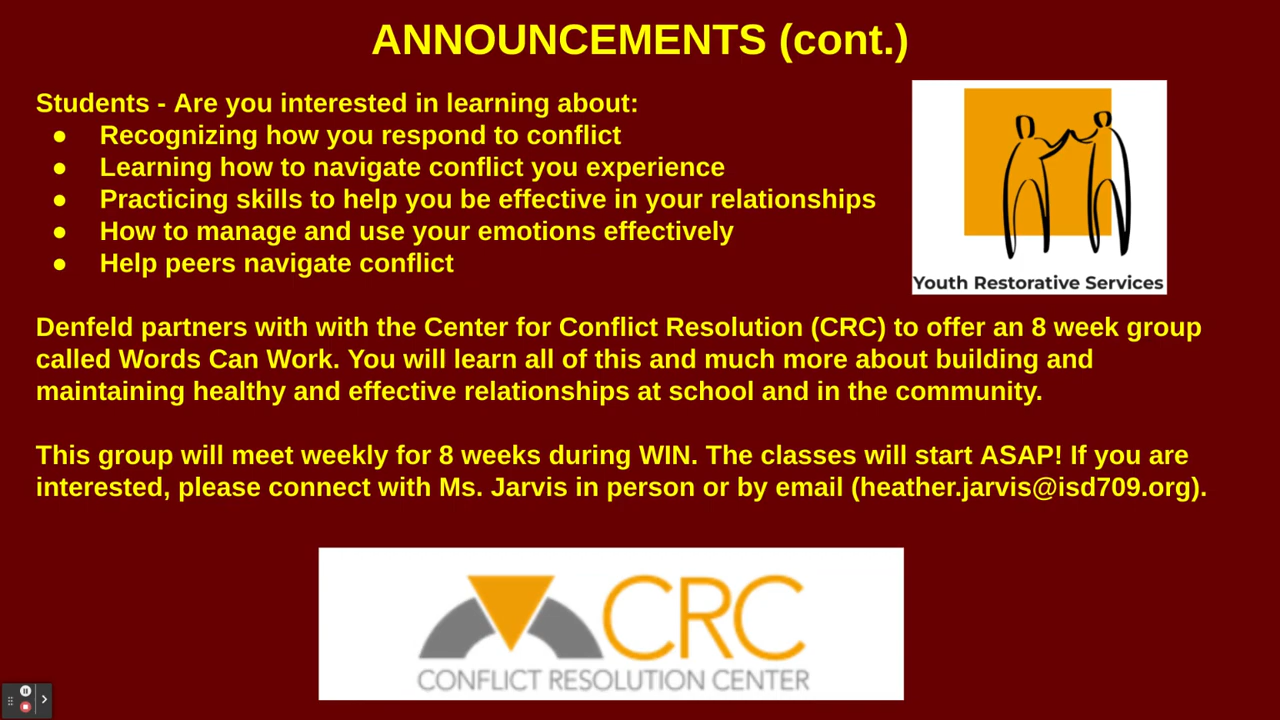 ANNOUNCEMENTS (cont.)
Students - Are you interested in learning about:
● Recognizing how you respond to conflict
● Learning how to navigate conflict you experience
● Practicing skills to help you be effective in your relationships
● How to manage and use your emotions effectively
● Help peers navigate conflict
Youth Restorative Services
Denfeld partners with with the Center for Conflict Resolution (CRC) to offer an 8 week group
called Words Can Work. You will learn all of this and much more about building and
maintaining healthy and effective relationships at school and in the community.
This group will meet weekly for 8 weeks during WIN. The classes will start ASAP! If you are
interested, please connect with Ms. Jarvis in person or by email (heather.jarvis@isd709.org).
CRC
CONFLICT RESOLUTION CENTER